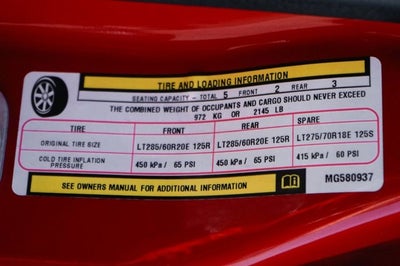 TIRE AND LOADING INFORMATION
SEATING CAPACITY - TOTAL 5 FRONT 2 REAR 3
THE COMBINED WEIGHT OF OCCUPANTS AND CARGO SHOULD NEVER EXCEED
972 KG OR 2145 LB
TIRE FRONT REAR SPARE
ORIGINAL TIRE SIZE LT285/60R20E 125R LT285/60R20E 125R LT275/70R18E 125S
COLD TIRE INFLATION PRESSURE 450 kPa / 65 PSI 450 kPa / 65 PSI 415 kPa / 60 PSI
SEE OWNERS MANUAL FOR ADDITIONAL INFORMATION MG580937